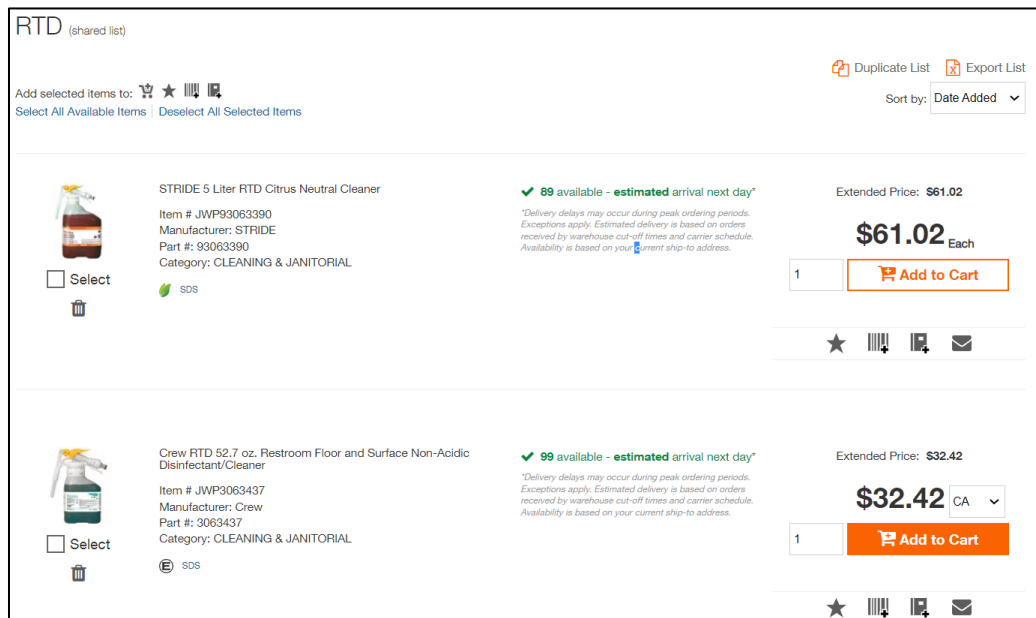 RTD (shared list)
Duplicate List Export List
Add selected items to:
Sort by: Date Added
Select All Available Items | Deselect All Selected Items
STRIDE 5 Liter RTD Citrus Neutral Cleaner
Item # JWP93063390
Manufacturer: STRIDE
Part #: 93063390
Category: CLEANING & JANITORIAL
SDS
Select
89 available - estimated arrival next day*
*Delivery delays may occur during peak ordering periods.
Exceptions apply. Estimated delivery is based on orders
received by warehouse cut-off times and carrier schedule.
Availability is based on your current ship-to address.
Extended Price: $61.02
$61.02 Each
1 Add to Cart
Crew RTD 52.7 oz. Restroom Floor and Surface Non-Acidic
Disinfectant/Cleaner
Item # JWP3063437
Manufacturer: Crew
Part #: 3063437
Category: CLEANING & JANITORIAL
E SDS
Select
99 available - estimated arrival next day*
*Delivery delays may occur during peak ordering periods.
Exceptions apply. Estimated delivery is based on orders
received by warehouse cut-off times and carrier schedule.
Availability is based on your current ship-to address.
Extended Price: $32.42
$32.42 CA
1 Add to Cart